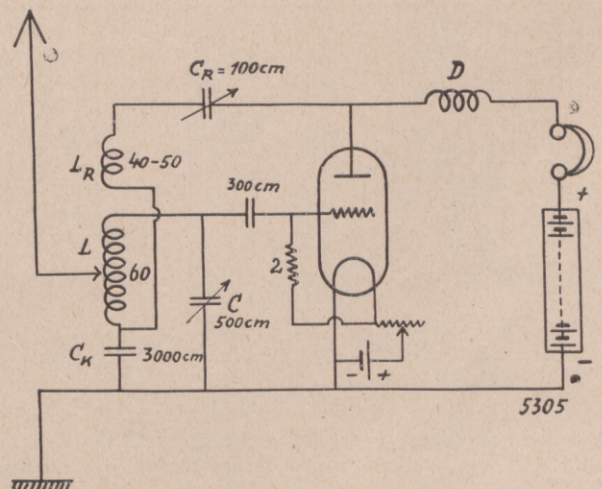 C_R = 100cm
D
L_R 40-50
300cm
+
L
60
2
C
500cm
C_K
3000cm
- +
-
5305